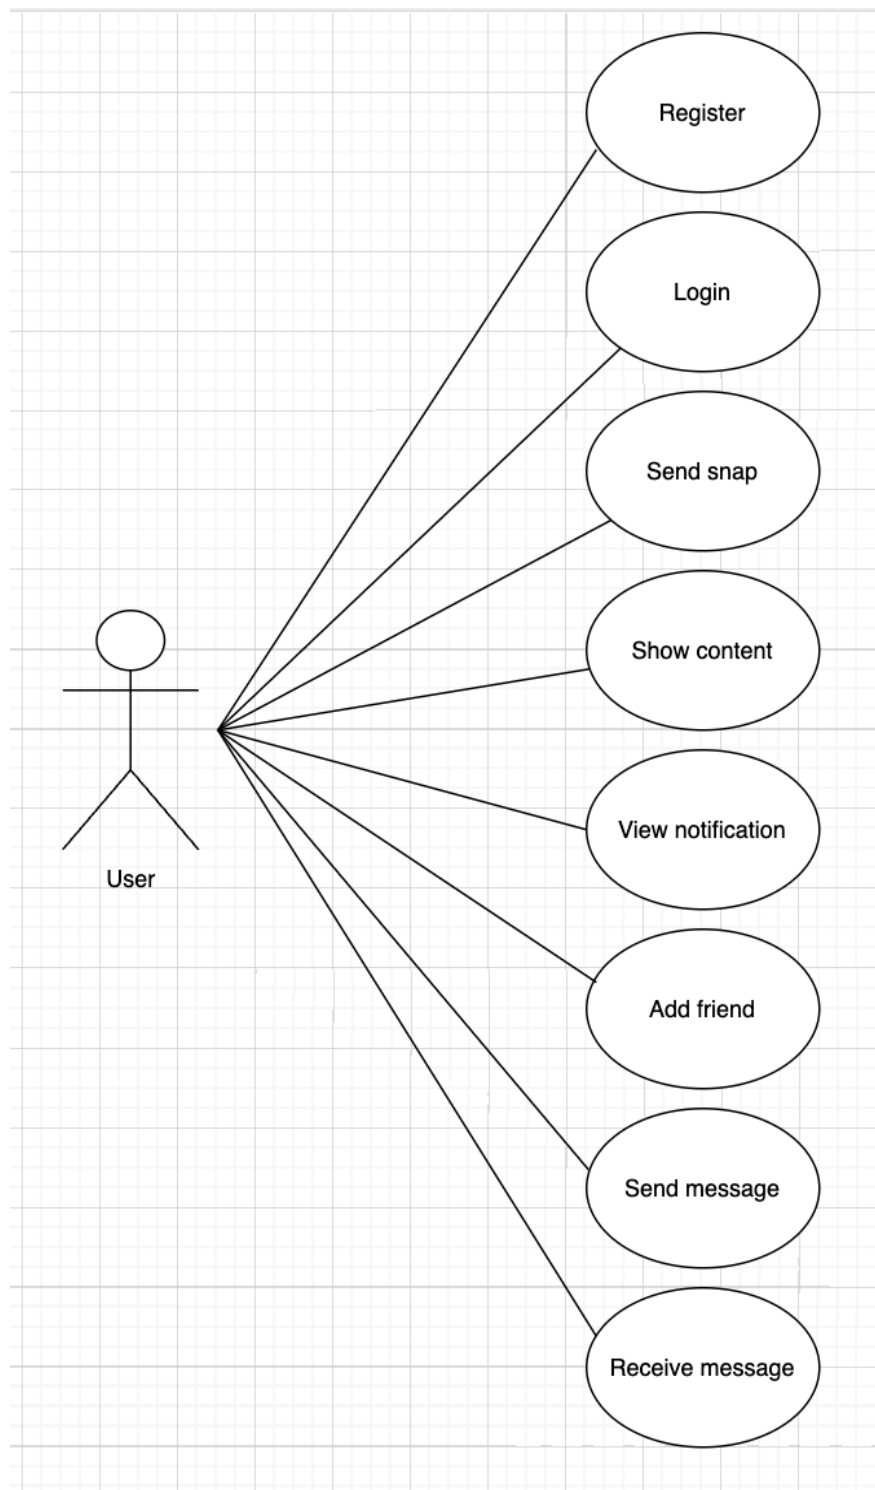 Register
Login
Send snap
Show content
View notification
User
Add friend
Send message
Receive message